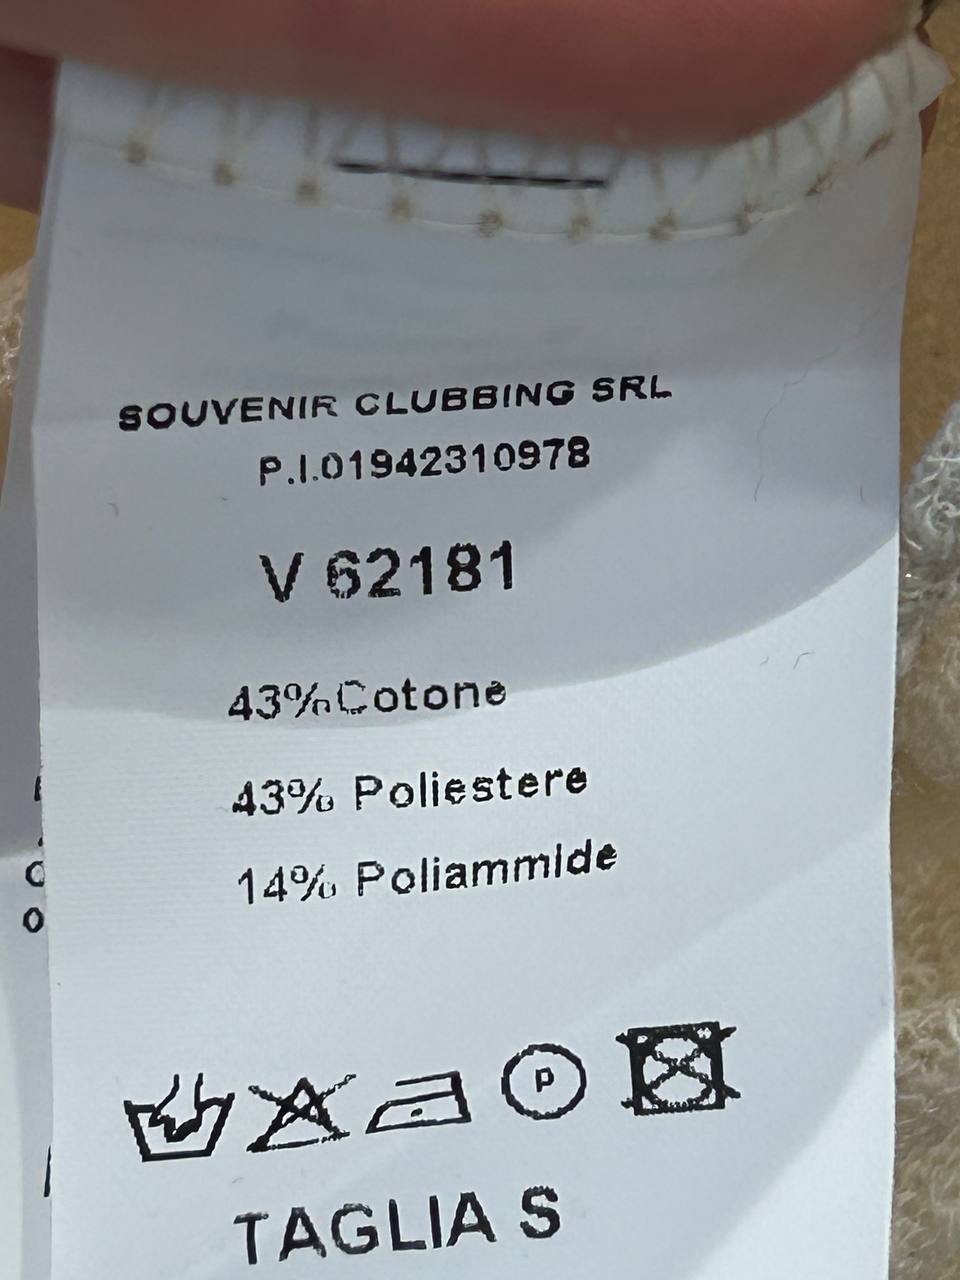 SOUVENIR CLUBBING SRL
P.I.01942310978
V 62181
43%Cotone
43% Poliestere
14% Poliammide
P
TAGLIA S